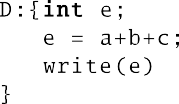 D:{int e;
e = a+b+c;
write(e)
}